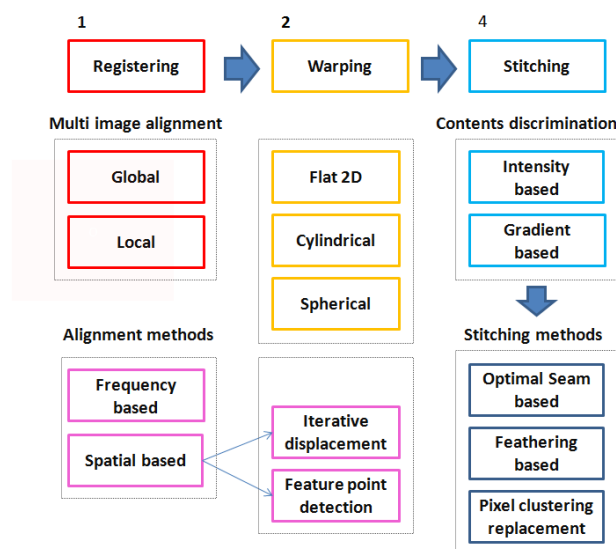 1
2
4
Registering
Warping
Stitching
Multi image alignment
Contents discrimination
Global
Local
Flat 2D
Cylindrical
Spherical
Intensity
based
Gradient
based
Alignment methods
Stitching methods
Frequency
based
Spatial based
Iterative
displacement
Feature point
detection
Optimal Seam
based
Feathering
based
Pixel clustering
replacement